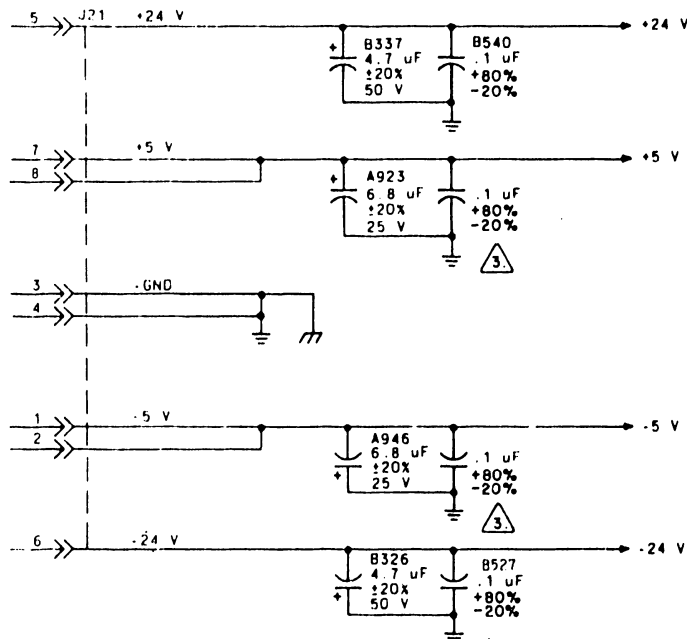 5 J21 +24 V +24 V
B337 B540
4.7 uF .1 uF
±20% +80%
50 V -20%
+
7 +5 V +5 V
8
A923
6.8 uF .1 uF
±20% +80%
25 V -20%
+
3.
3 -GND
4
1 -5 V -5 V
2
A946
6.8 uF .1 uF
±20% +80%
25 V -20%
+
3.
6 -24 V -24 V
B326 B527
4.7 uF .1 uF
±20% +80%
50 V -20%
+